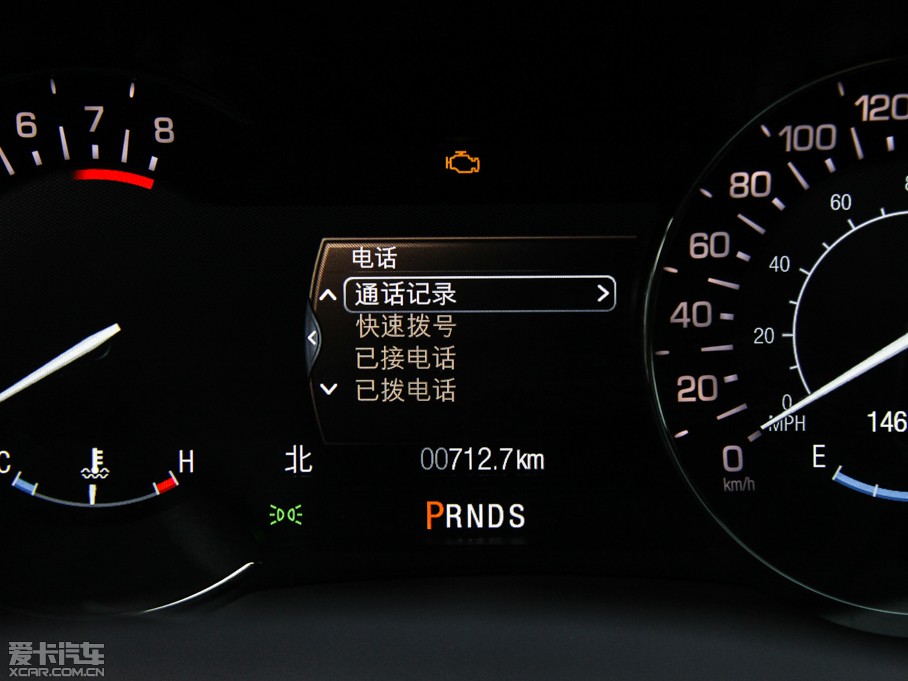 6 7 8
120
100
80
60
40
20
0
km/h
60
40
20
0
MPH
电话
通话记录
快速拨号
已接电话
已拨电话
C H
北
00712.7km
146
E
PRNDS
爱卡汽车
XCAR.COM.CN